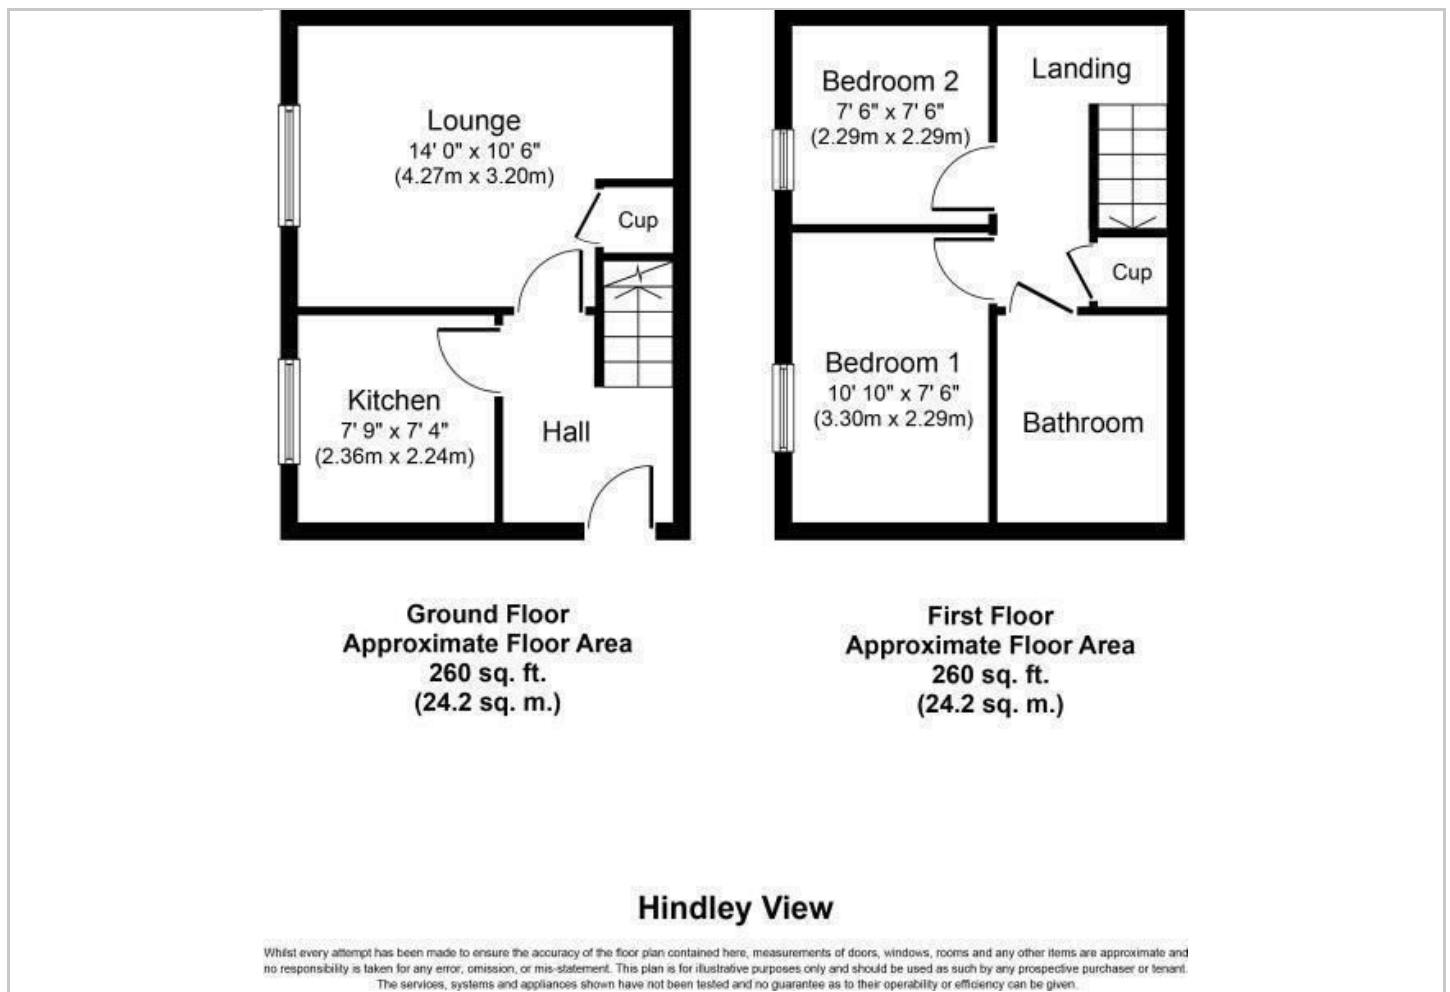 Lounge
14' 0" x 10' 6"
(4.27m x 3.20m)
Cup
Kitchen
7' 9" x 7' 4"
(2.36m x 2.24m)
Hall
Bedroom 2
7' 6" x 7' 6"
(2.29m x 2.29m)
Landing
Cup
Bedroom 1
10' 10" x 7' 6"
(3.30m x 2.29m)
Bathroom
Ground Floor
Approximate Floor Area
260 sq. ft.
(24.2 sq. m.)
First Floor
Approximate Floor Area
260 sq. ft.
(24.2 sq. m.)
Hindley View
Whilst every attempt has been made to ensure the accuracy of the floor plan contained here, measurements of doors, windows, rooms and any other items are approximate and
no responsibility is taken for any error, omission, or mis-statement. This plan is for illustrative purposes only and should be used as such by any prospective purchaser or tenant.
The services, systems and appliances shown have not been tested and no guarantee as to their operability or efficiency can be given.